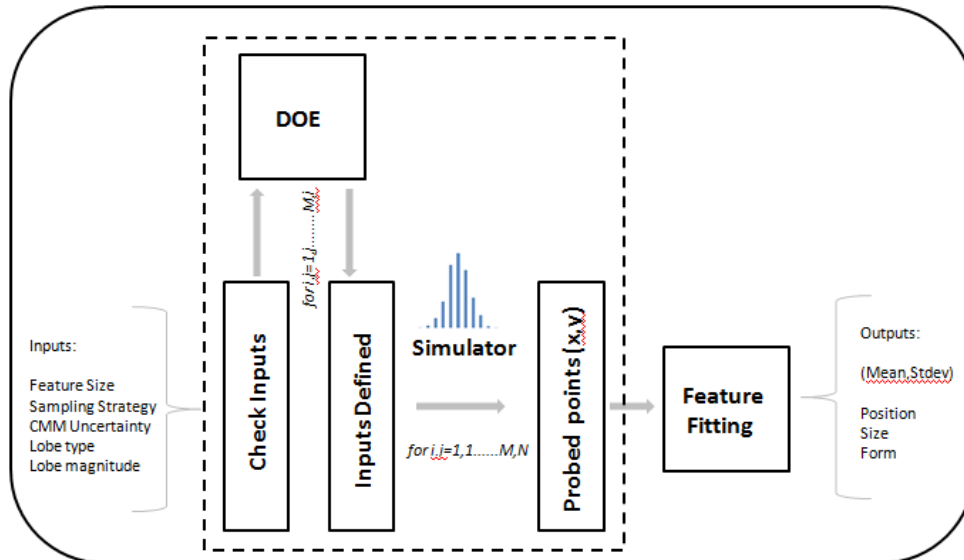 DOE
for i,j=1,j........M,j
Inputs:
Feature Size
Sampling Strategy
CMM Uncertainty
Lobe type
Lobe magnitude
Check Inputs
Inputs Defined
Simulator
for i,j=1,1......M,N
Probed points(x,y)
Feature
Fitting
Outputs:
(Mean,Stdev)
Position
Size
Form